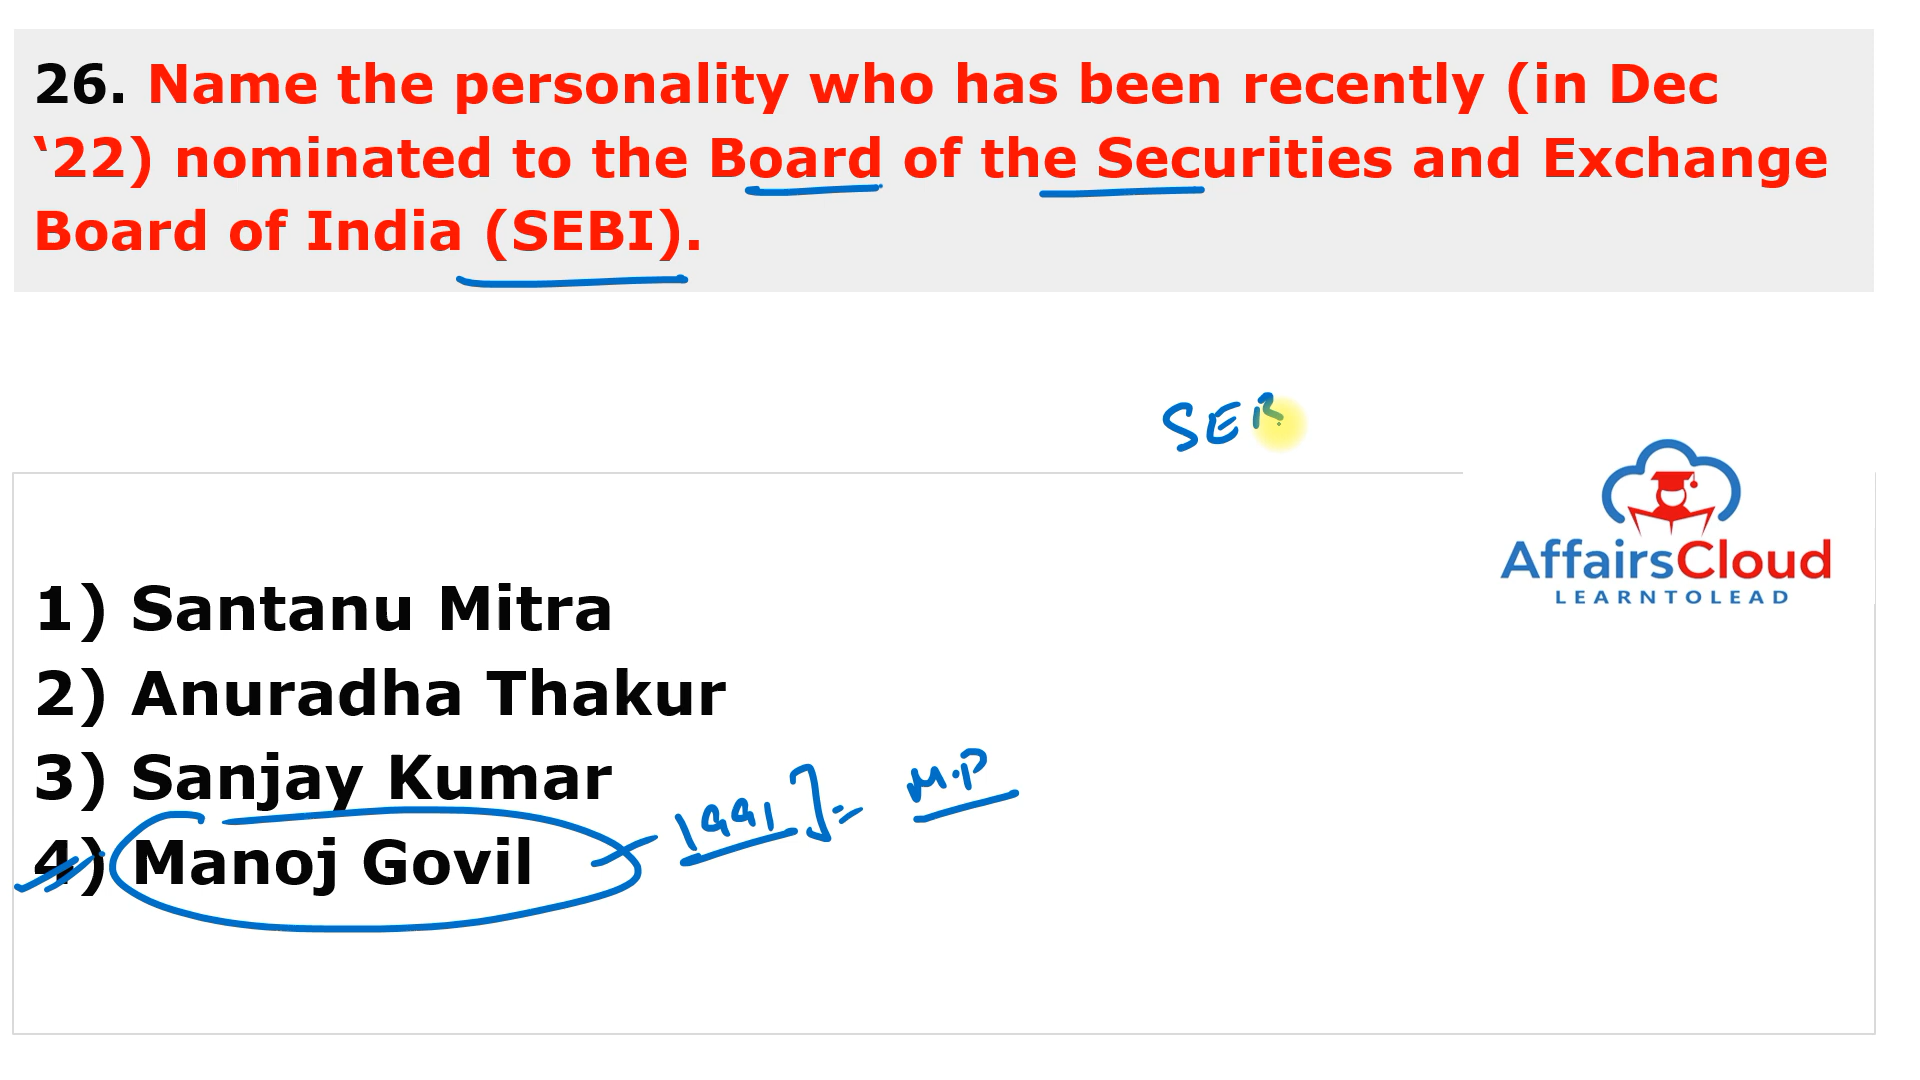 26. Name the personality who has been recently (in Dec
‘22) nominated to the Board of the Securities and Exchange
Board of India (SEBI).
SEB
AffairsCloud
LEARNTOLEAD
1) Santanu Mitra
2) Anuradha Thakur
3) Sanjay Kumar
4) Manoj Govil
1991] = M.P